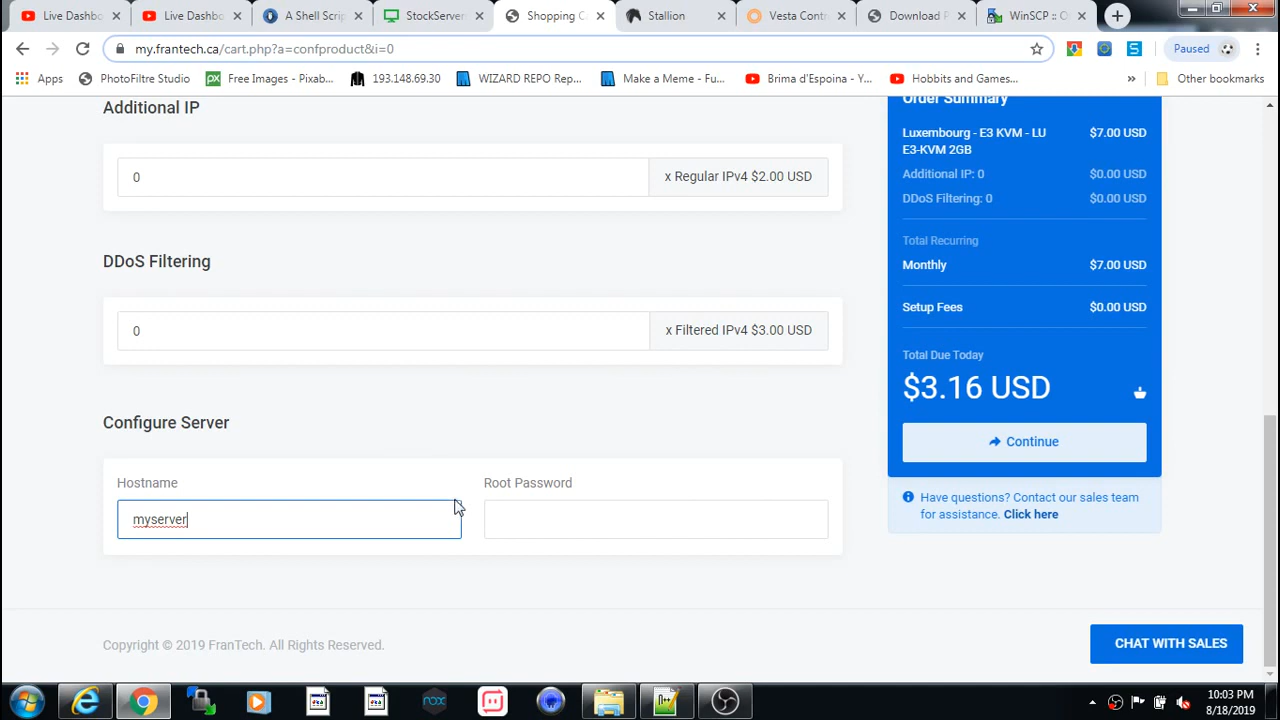 Live Dashbo
Live Dashbo
A Shell Scri
StockServer
Shopping C
Stallion
Vesta Cont
Download F
WinSCP :: O
my.frantech.ca/cart.php?a=confproduct&i=0
Paused
Apps
PhotoFiltre Studio
Free Images - Pixab...
193.148.69.30
WIZARD REPO Rep...
Make a Meme - Fu...
Brima d'Espoina - Y...
Hobbits and Games...
»
Other bookmarks
Additional IP
0
x Regular IPv4 $2.00 USD
DDoS Filtering
0
x Filtered IPv4 $3.00 USD
Configure Server
Hostname
Root Password
myserver
Order Summary
Luxembourg - E3 KVM - LU $7.00 USD
E3-KVM 2GB
Additional IP: 0 $0.00 USD
DDoS Filtering: 0 $0.00 USD
Total Recurring
Monthly $7.00 USD
Setup Fees $0.00 USD
Total Due Today
$3.16 USD
Continue
Have questions? Contact our sales team
for assistance. Click here
Copyright © 2019 FranTech. All Rights Reserved.
CHAT WITH SALES
nox
10:03 PM
8/18/2019